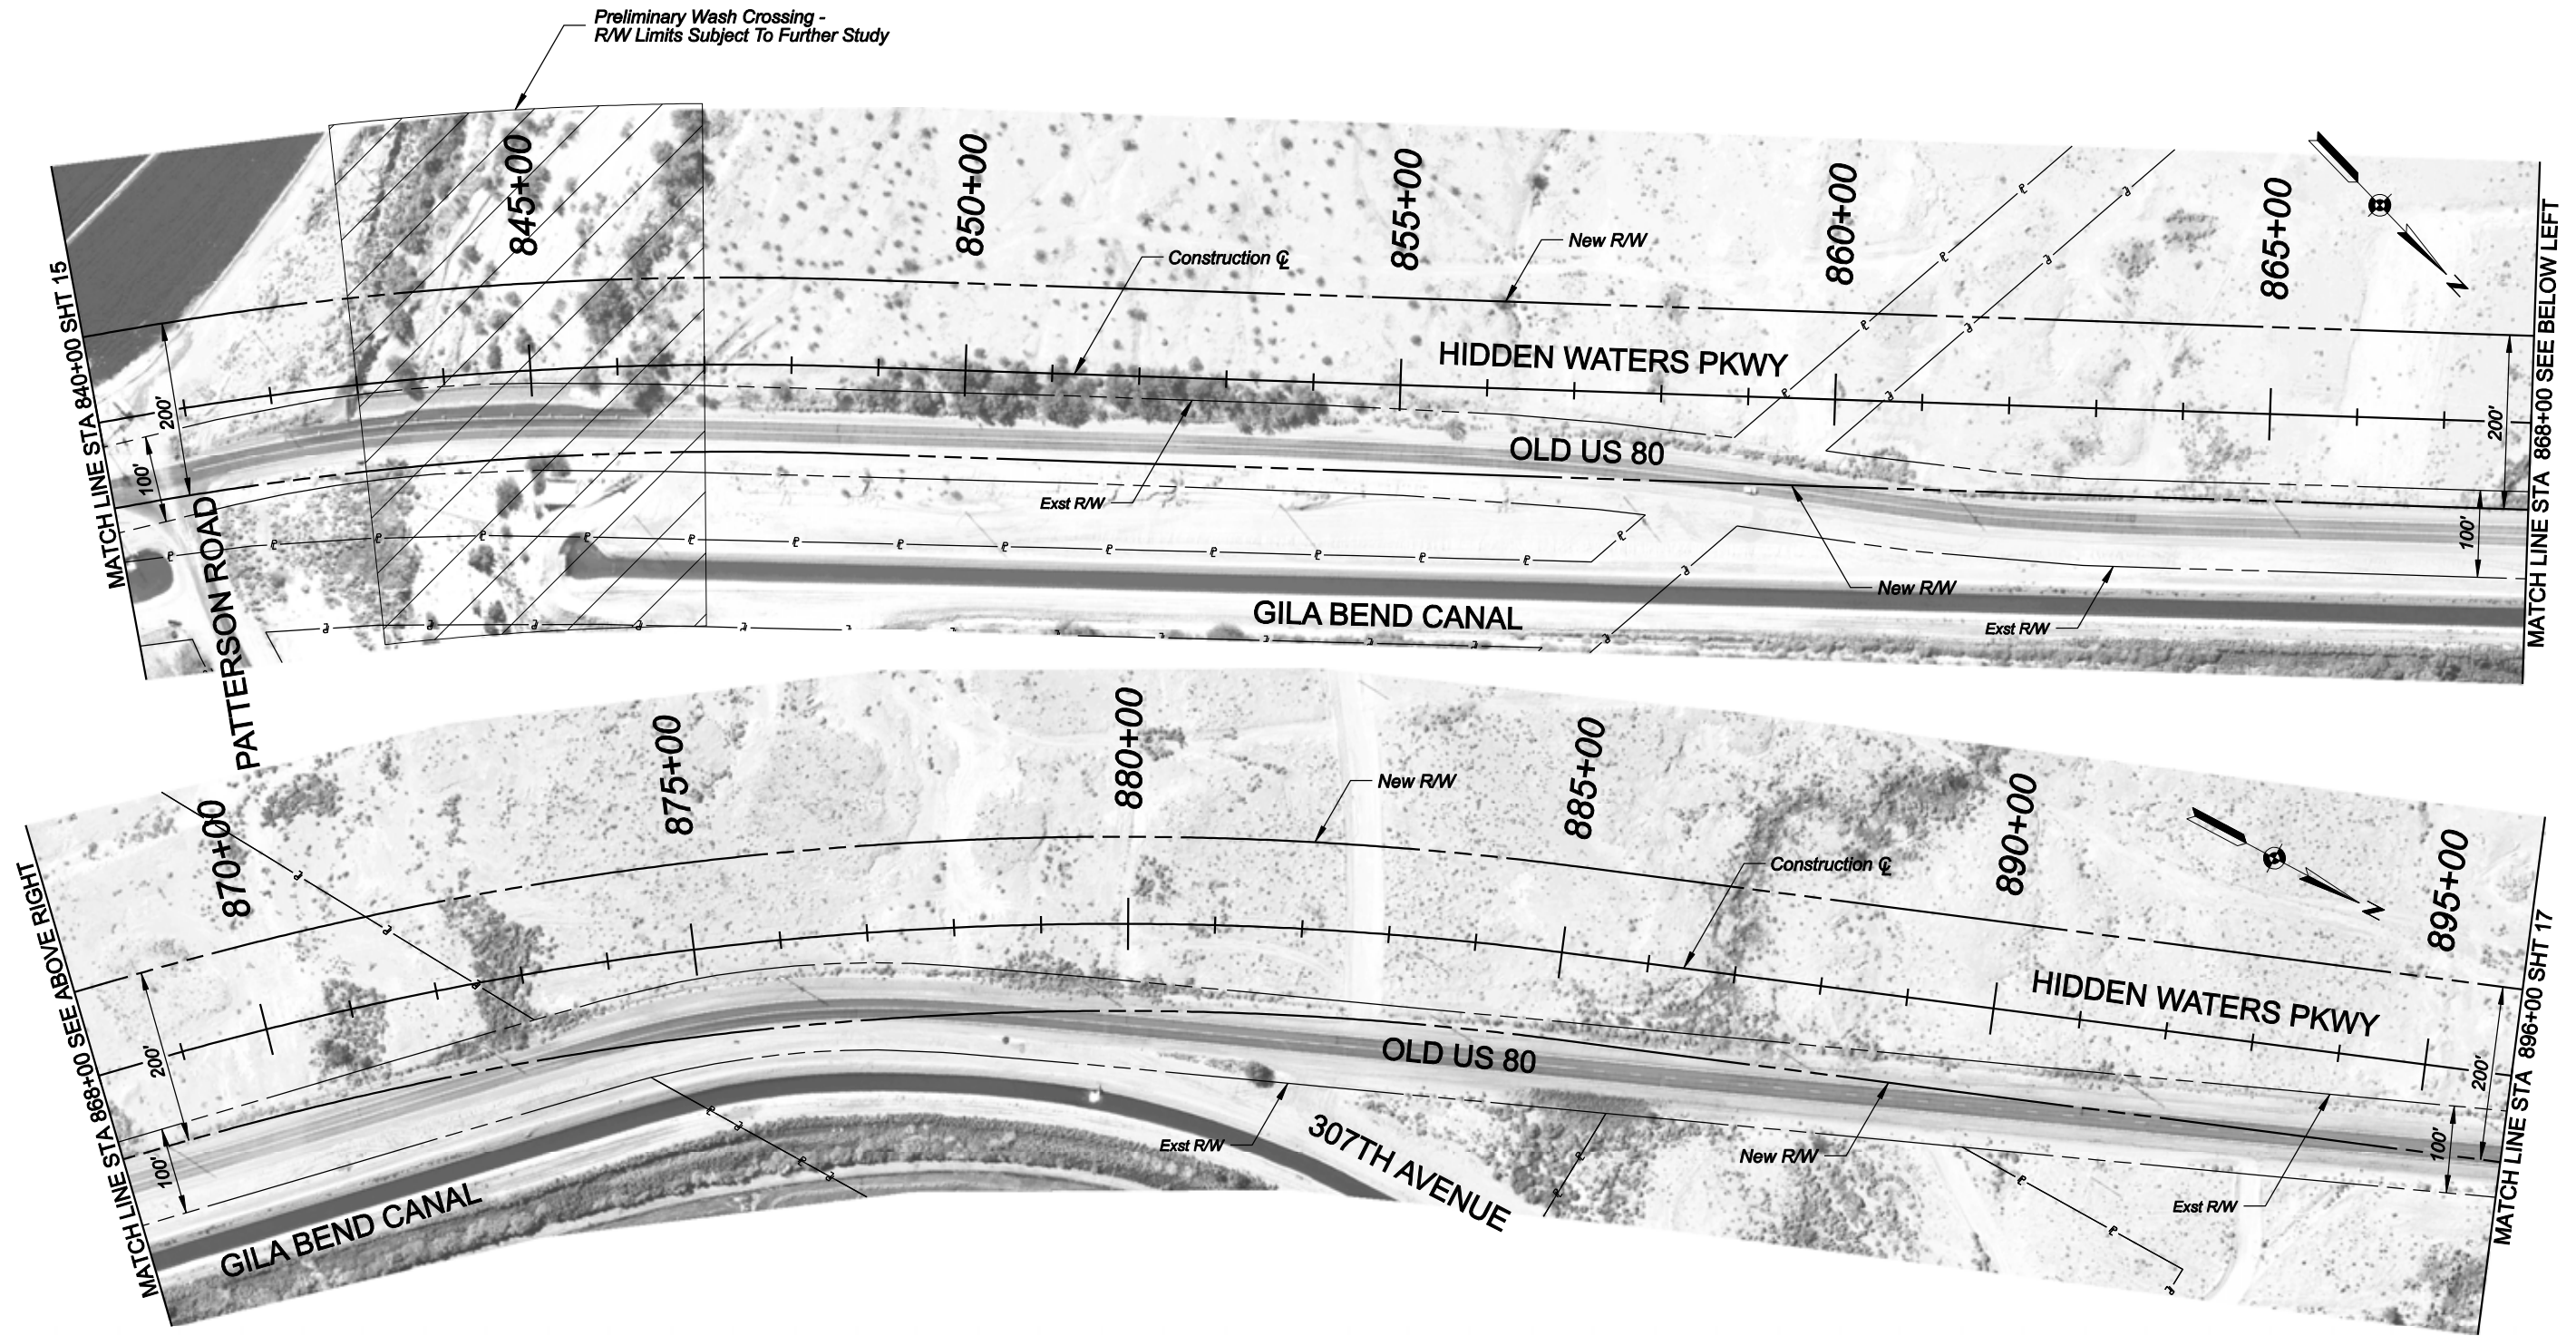 Preliminary Wash Crossing -
R/W Limits Subject To Further Study
845+00
850+00
855+00
860+00
865+00
N
New R/W
Construction ℄
HIDDEN WATERS PKWY
OLD US 80
Exst R/W
New R/W
Exst R/W
GILA BEND CANAL
PATTERSON ROAD
200'
100'
200'
100'
MATCH LINE STA 840+00 SHT 15
MATCH LINE STA 868+00 SEE BELOW LEFT
870+00
875+00
880+00
885+00
890+00
895+00
N
New R/W
Construction ℄
HIDDEN WATERS PKWY
OLD US 80
307TH AVENUE
Exst R/W
New R/W
Exst R/W
GILA BEND CANAL
200'
100'
200'
100'
MATCH LINE STA 868+00 SEE ABOVE RIGHT
MATCH LINE STA 896+00 SHT 17